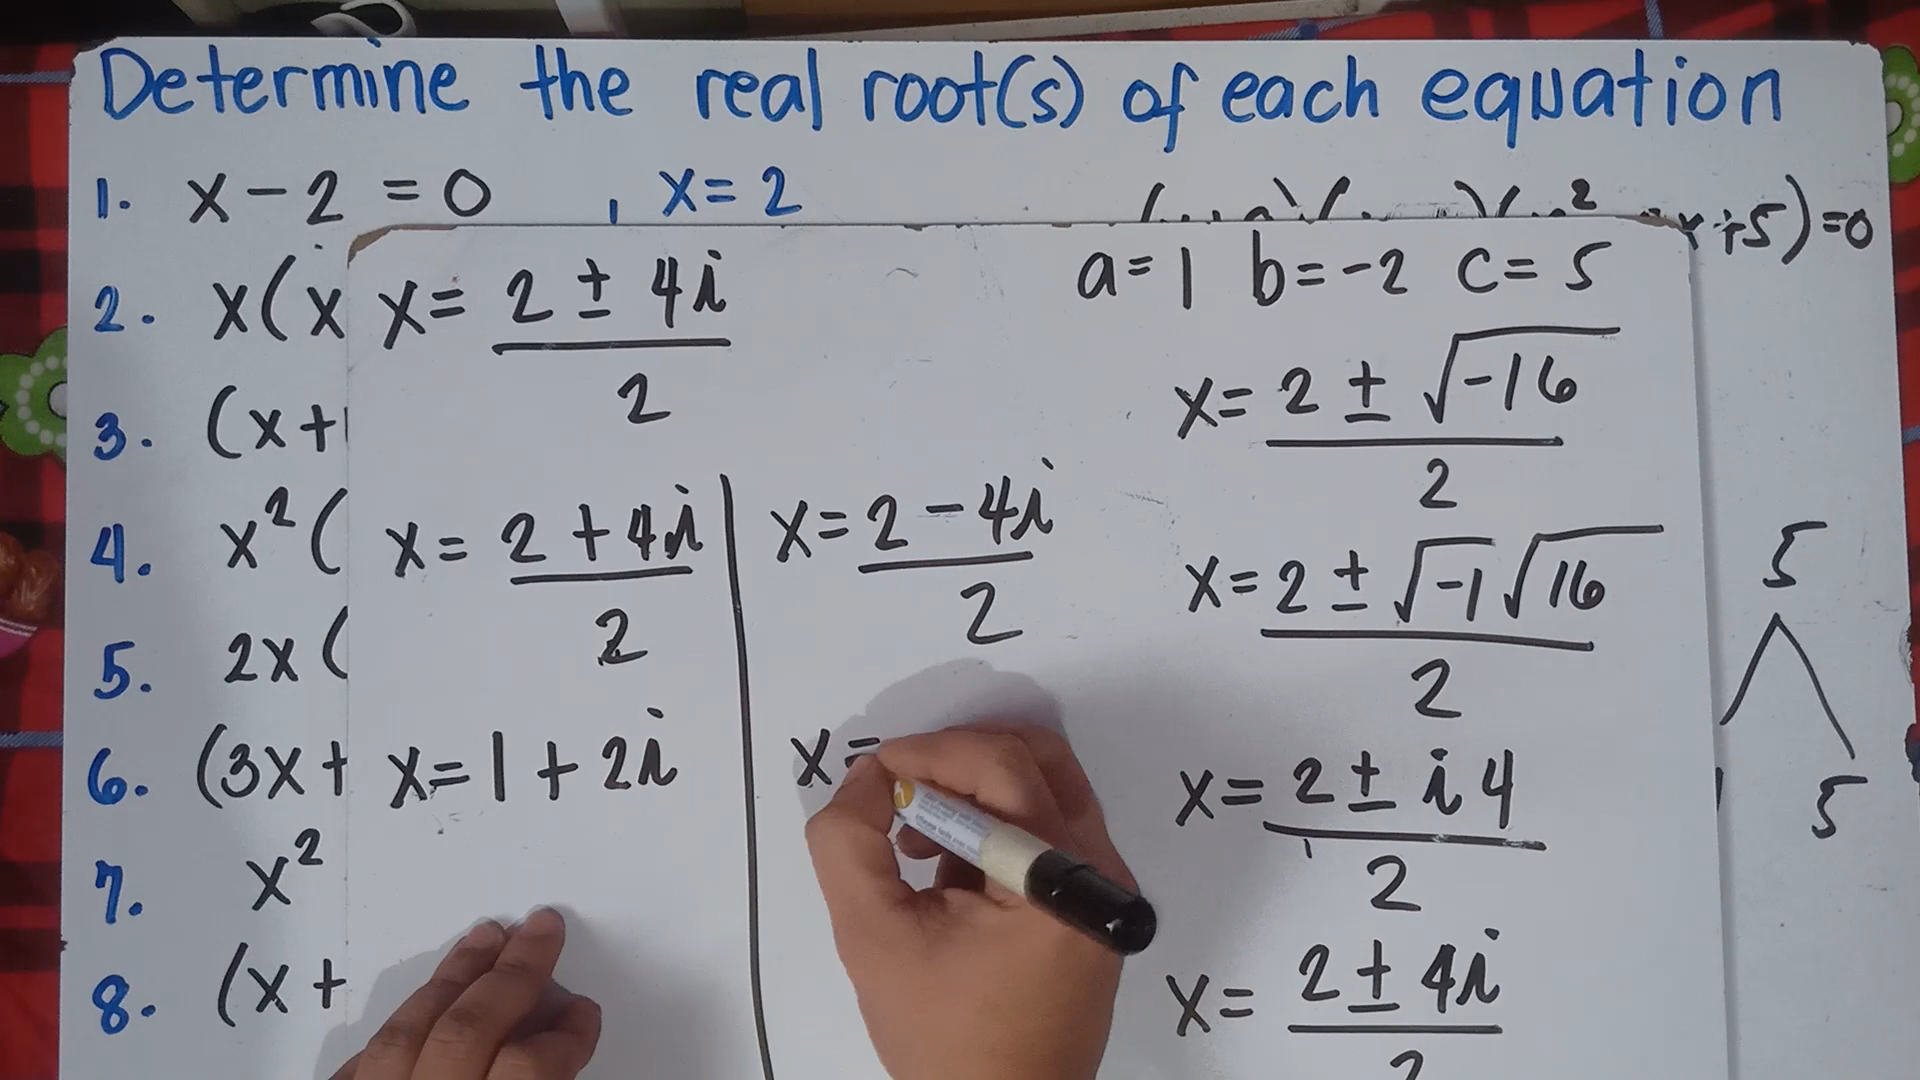 Determine the real root(s) of each equation
1. x - 2 = 0 , x = 2
x+5)=0
2. x(x
3. (x+
4. x² (
5. 2x (
6. (3x+
7. x²
8. (x+
x = 2 ± 4i
2
x = 2 + 4i
2
x = 1 + 2i
x = 2 - 4i
2
x =
a = 1 b = -2 c = 5
x = 2 ± √-16
2
x = 2 ± √-1 √16
2
x = 2 ± i 4
2
x = 2 ± 4i
2
5
5